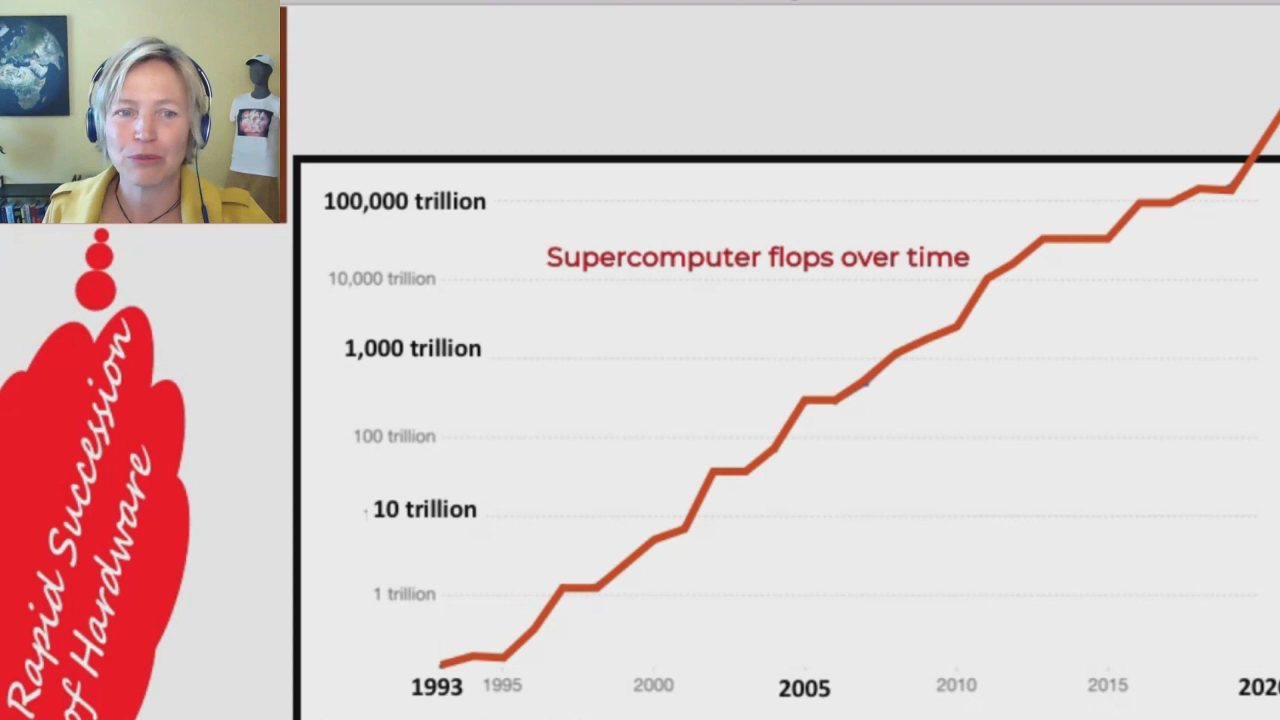 100,000 trillion
Supercomputer flops over time
10,000 trillion
1,000 trillion
100 trillion
10 trillion
1 trillion
1993 1995 2000 2005 2010 2015
Rapid Succession
of Hardware